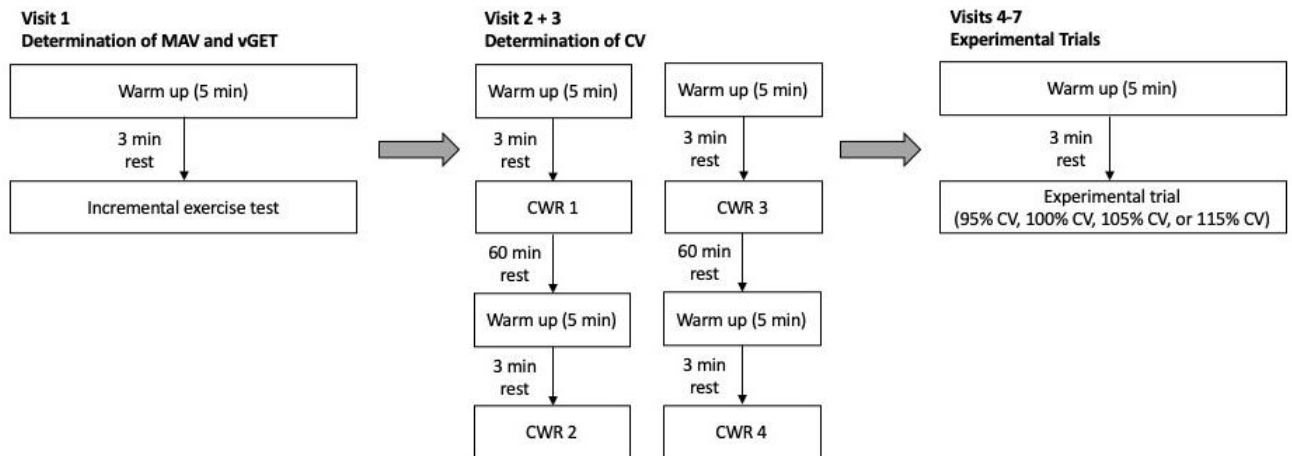 Visit 1
Determination of MAV and vGET
Warm up (5 min)
3 min
rest
Incremental exercise test
Visit 2 + 3
Determination of CV
Warm up (5 min)
3 min
rest
CWR 1
60 min
rest
Warm up (5 min)
3 min
rest
CWR 2
Warm up (5 min)
3 min
rest
CWR 3
60 min
rest
Warm up (5 min)
3 min
rest
CWR 4
Visits 4-7
Experimental Trials
Warm up (5 min)
3 min
rest
Experimental trial
(95% CV, 100% CV, 105% CV, or 115% CV)